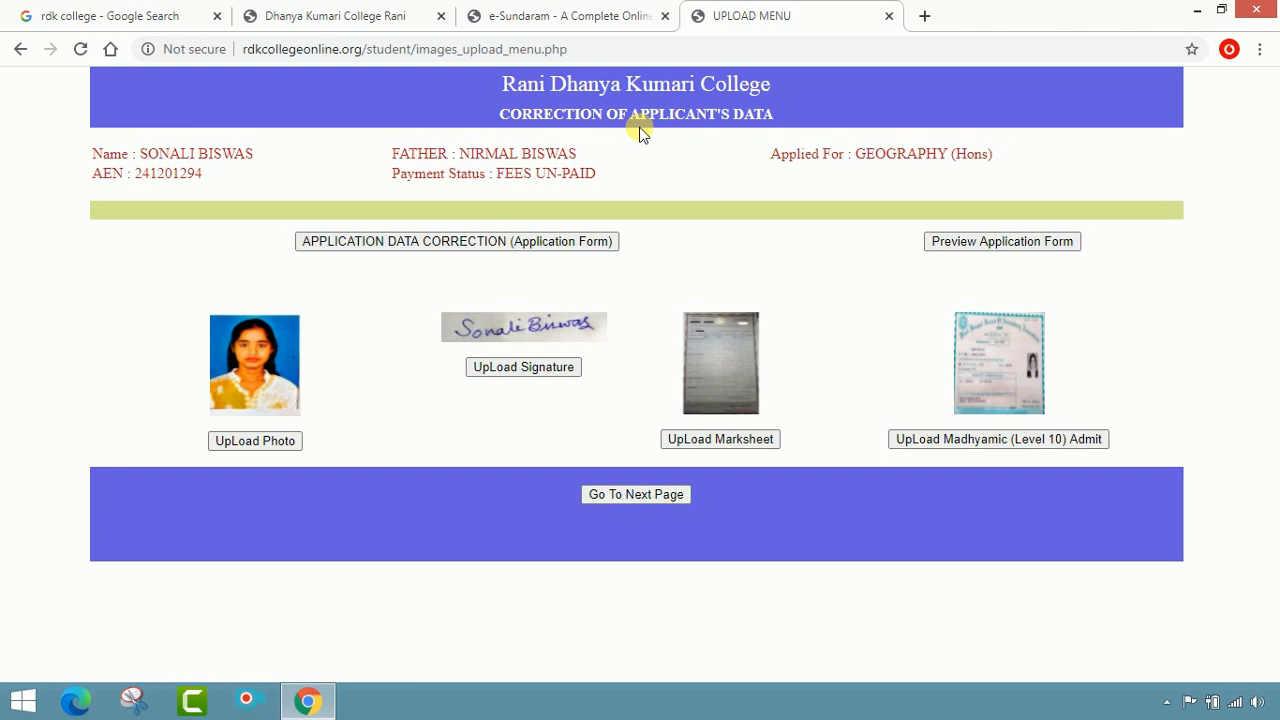 rdk college - Google Search
Dhanya Kumari College Rani
e-Sundaram - A Complete Online
UPLOAD MENU
Not secure
rdkcollegeonline.org/student/images_upload_menu.php
Rani Dhanya Kumari College
CORRECTION OF APPLICANT'S DATA
Name : SONALI BISWAS
FATHER : NIRMAL BISWAS
Applied For : GEOGRAPHY (Hons)
AEN : 241201294
Payment Status : FEES UN-PAID
APPLICATION DATA CORRECTION (Application Form)
Preview Application Form
Sonali Biswas
UpLoad Signature
UpLoad Photo
UpLoad Marksheet
UpLoad Madhyamic (Level 10) Admit
Go To Next Page